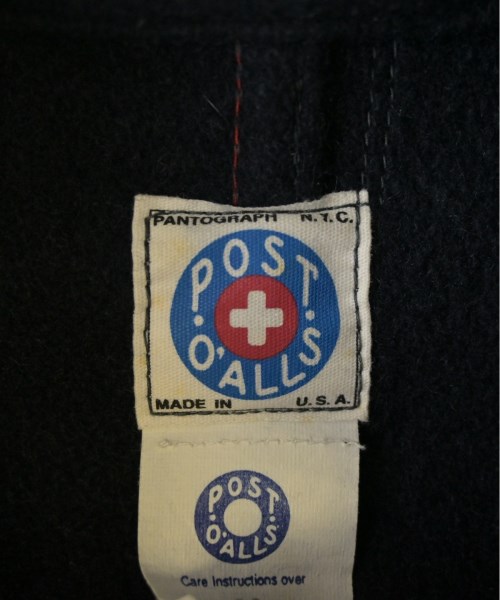 PANTOGRAPH N.Y.C.
POST
O'ALLS
MADE IN U.S.A.
POST
O'ALLS
Care Instructions over